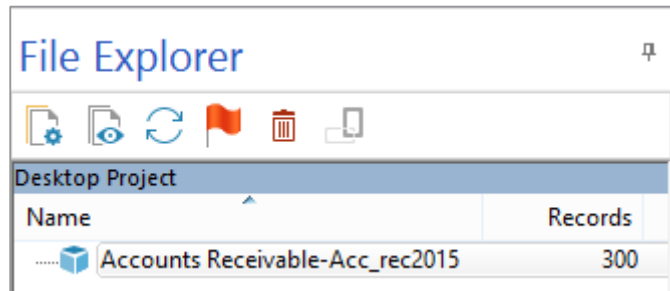 File Explorer
Desktop Project
Name Records
Accounts Receivable-Acc_rec2015 300